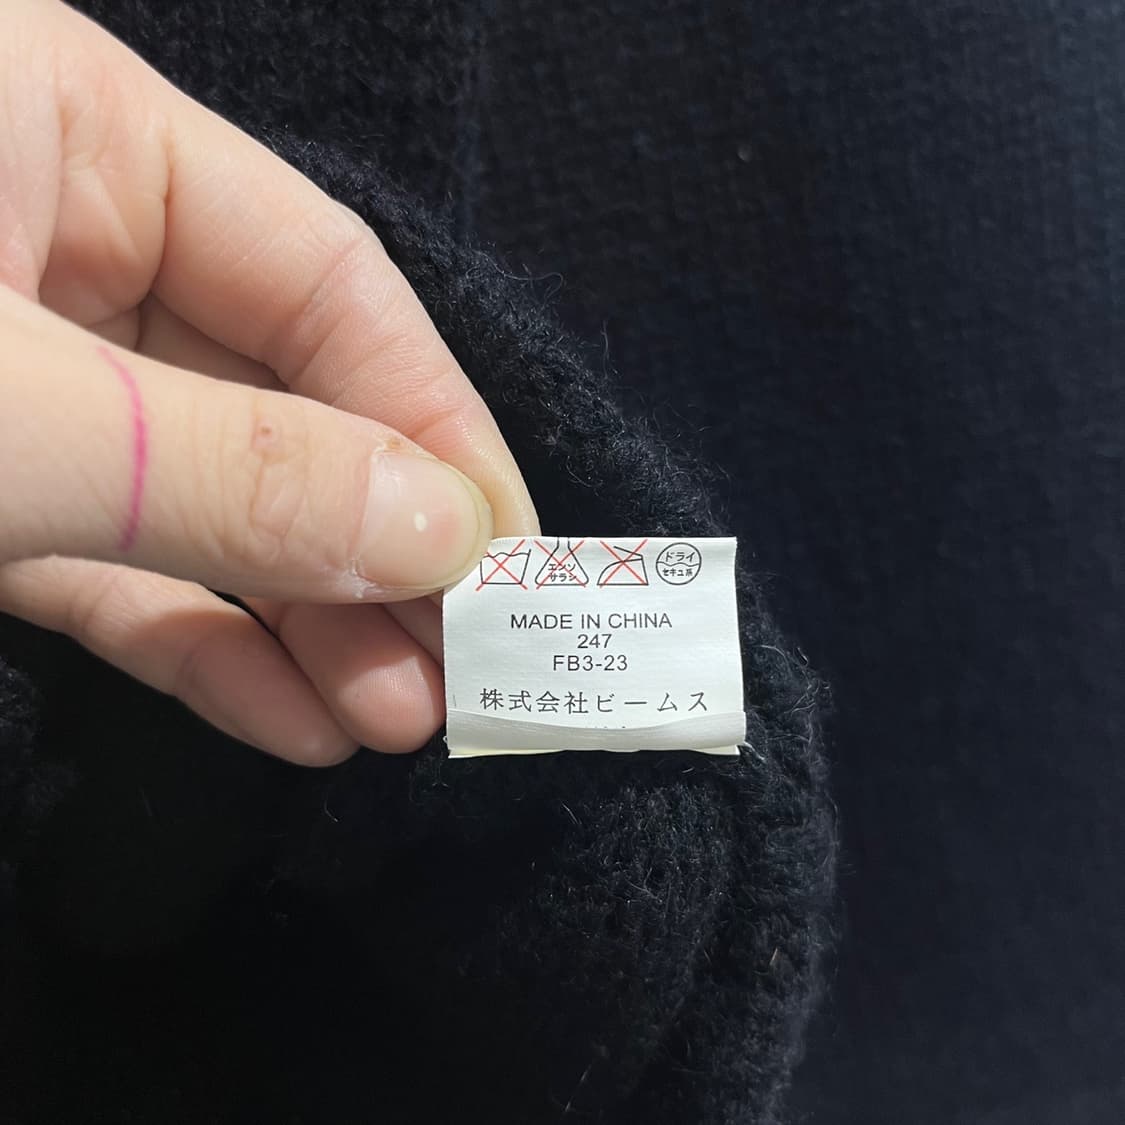 エンソ
サラシ
ドライ
セキユ系
MADE IN CHINA
247
FB3-23
株式会社ビームス